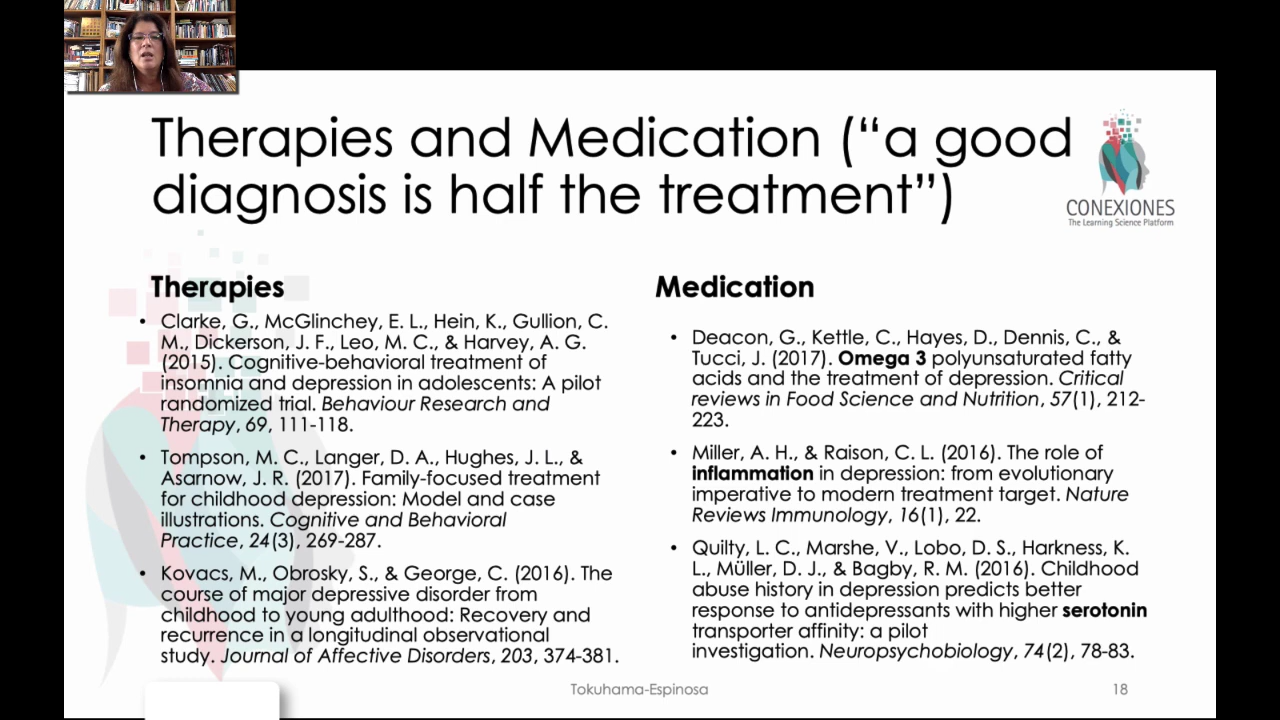 Therapies and Medication (“a good
diagnosis is half the treatment”)
CONEXIONES
The Learning Science Platform
Therapies
• Clarke, G., McGlinchey, E. L., Hein, K., Gullion, C.
M., Dickerson, J. F., Leo, M. C., & Harvey, A. G.
(2015). Cognitive-behavioral treatment of
insomnia and depression in adolescents: A pilot
randomized trial. Behaviour Research and
Therapy, 69, 111-118.
• Tompson, M. C., Langer, D. A., Hughes, J. L., &
Asarnow, J. R. (2017). Family-focused treatment
for childhood depression: Model and case
illustrations. Cognitive and Behavioral
Practice, 24(3), 269-287.
• Kovacs, M., Obrosky, S., & George, C. (2016). The
course of major depressive disorder from
childhood to young adulthood: Recovery and
recurrence in a longitudinal observational
study. Journal of Affective Disorders, 203, 374-381.
Medication
• Deacon, G., Kettle, C., Hayes, D., Dennis, C., &
Tucci, J. (2017). Omega 3 polyunsaturated fatty
acids and the treatment of depression. Critical
reviews in Food Science and Nutrition, 57(1), 212-
223.
• Miller, A. H., & Raison, C. L. (2016). The role of
inflammation in depression: from evolutionary
imperative to modern treatment target. Nature
Reviews Immunology, 16(1), 22.
• Quilty, L. C., Marshe, V., Lobo, D. S., Harkness, K.
L., Müller, D. J., & Bagby, R. M. (2016). Childhood
abuse history in depression predicts better
response to antidepressants with higher serotonin
transporter affinity: a pilot
investigation. Neuropsychobiology, 74(2), 78-83.
Tokuhama-Espinosa
18